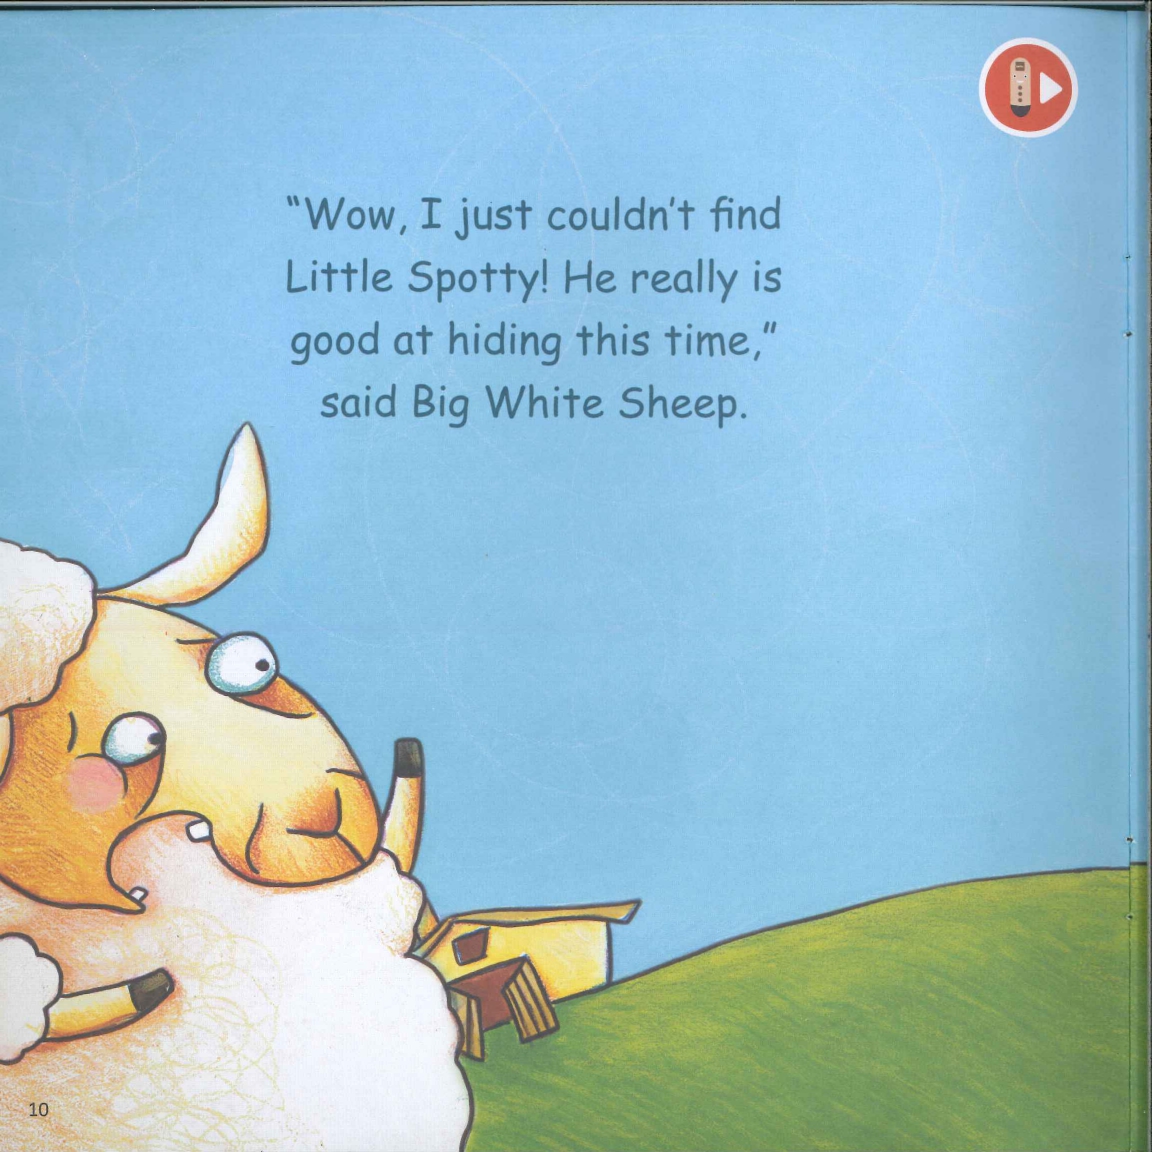 “Wow, I just couldn’t find
Little Spotty! He really is
good at hiding this time,”
said Big White Sheep.
10